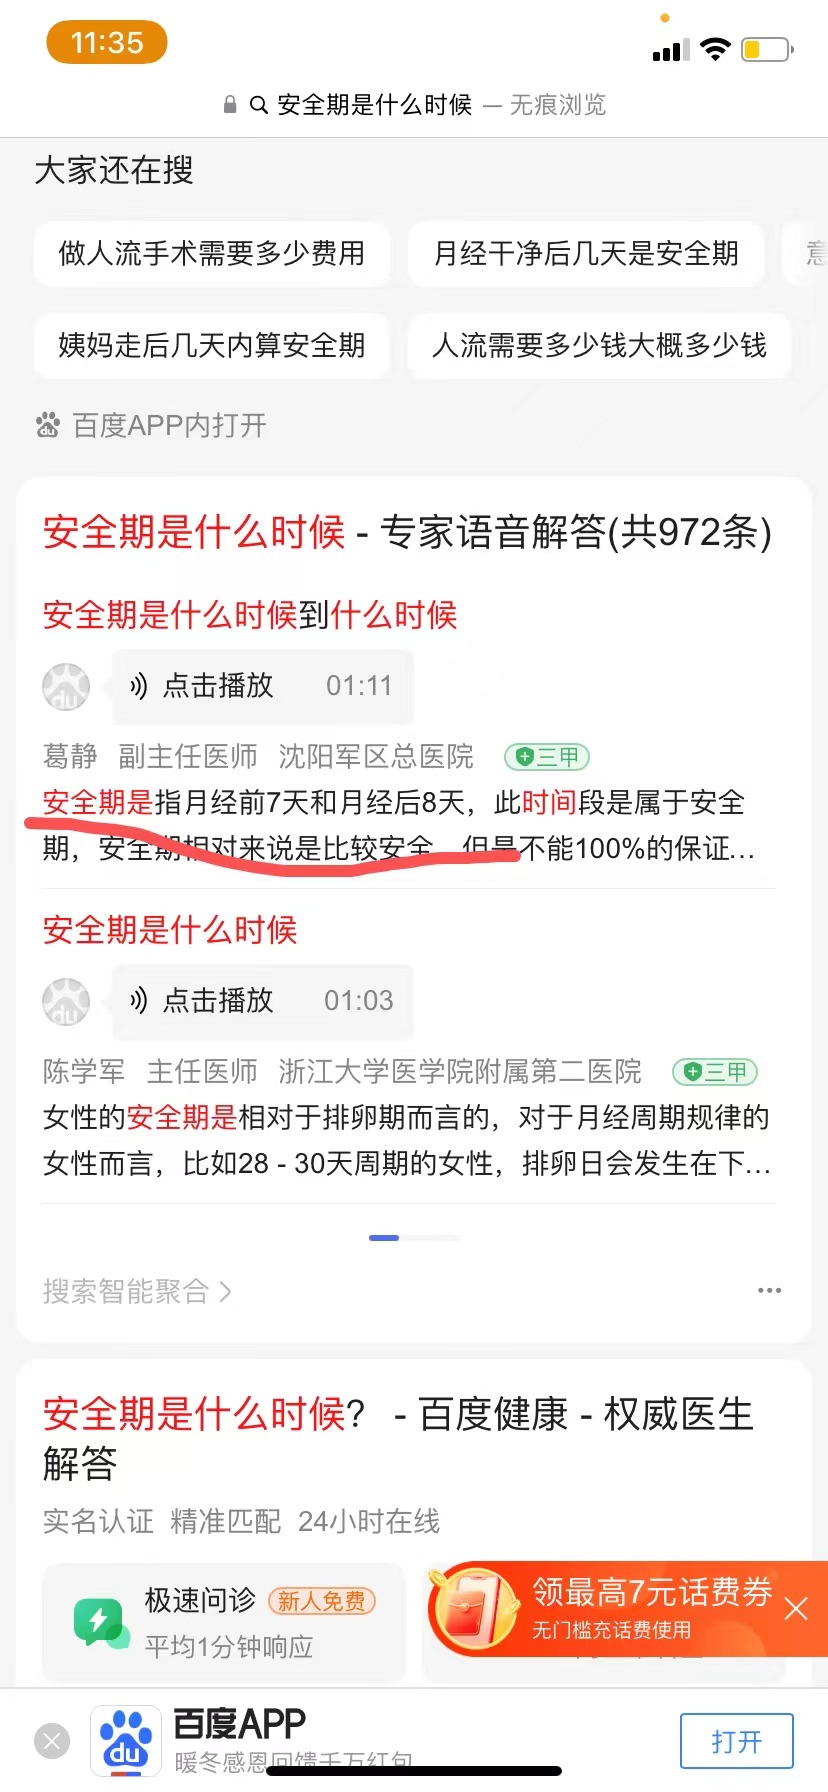 11:35
安全期是什么时候 — 无痕浏览
大家还在搜
做人流手术需要多少费用
月经干净后几天是安全期
意
姨妈走后几天内算安全期
人流需要多少钱大概多少钱
百度APP内打开
安全期是什么时候 - 专家语音解答(共972条)
安全期是什么时候到什么时候
点击播放 01:11
葛静 副主任医师 沈阳军区总医院 三甲
安全期是指月经前7天和月经后8天，此时间段是属于安全
期，安全期相对来说是比较安全，但是不能100%的保证...
安全期是什么时候
点击播放 01:03
陈学军 主任医师 浙江大学医学院附属第二医院 三甲
女性的安全期是相对于排卵期而言的，对于月经周期规律的
女性而言，比如28 - 30天周期的女性，排卵日会发生在下...
搜索智能聚合
安全期是什么时候？ - 百度健康 - 权威医生
解答
实名认证 精准匹配 24小时在线
极速问诊 新人免费
平均1分钟响应
领最高7元话费券
无门槛充话费使用
du
百度APP
暖冬感恩回馈千万红包
打开